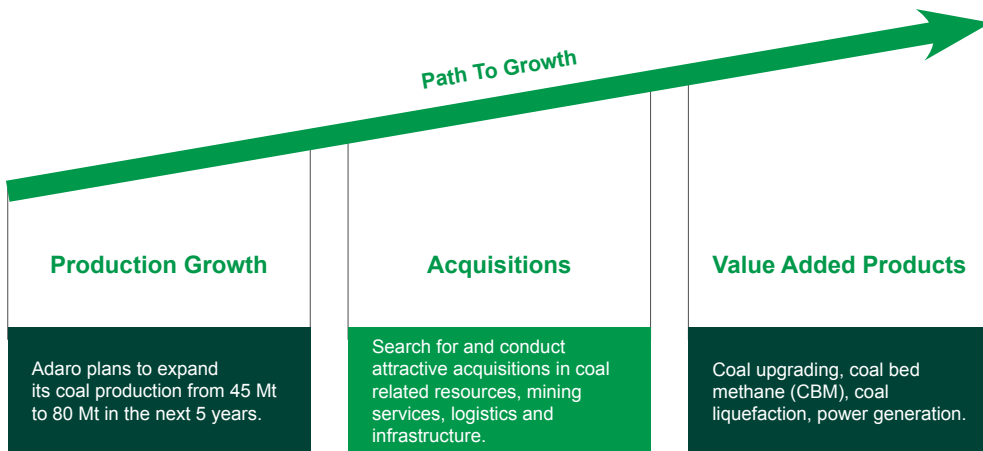 Path To Growth
Production Growth
Adaro plans to expand
its coal production from 45 Mt
to 80 Mt in the next 5 years.
Acquisitions
Search for and conduct
attractive acquisitions in coal
related resources, mining
services, logistics and
infrastructure.
Value Added Products
Coal upgrading, coal bed
methane (CBM), coal
liquefaction, power generation.